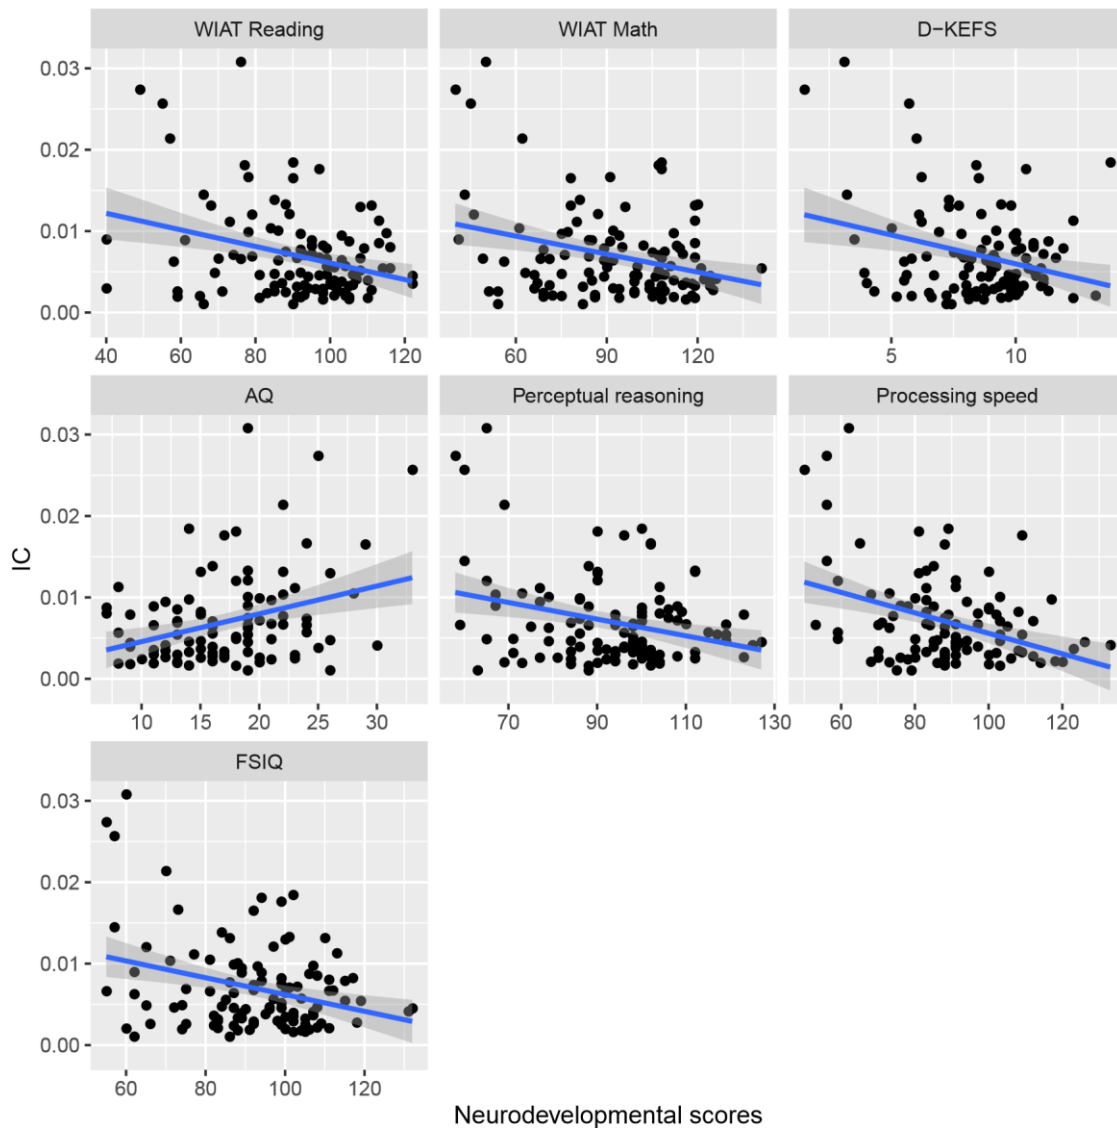 WIAT Reading WIAT Math D−KEFS
0.03
0.02
0.01
0.00
40 60 80 100 120 60 90 120 5 10
AQ Perceptual reasoning Processing speed
0.03
0.02
0.01
0.00
10 15 20 25 30 70 90 110 130 60 80 100 120
IC
FSIQ
0.03
0.02
0.01
0.00
60 80 100 120
Neurodevelopmental scores